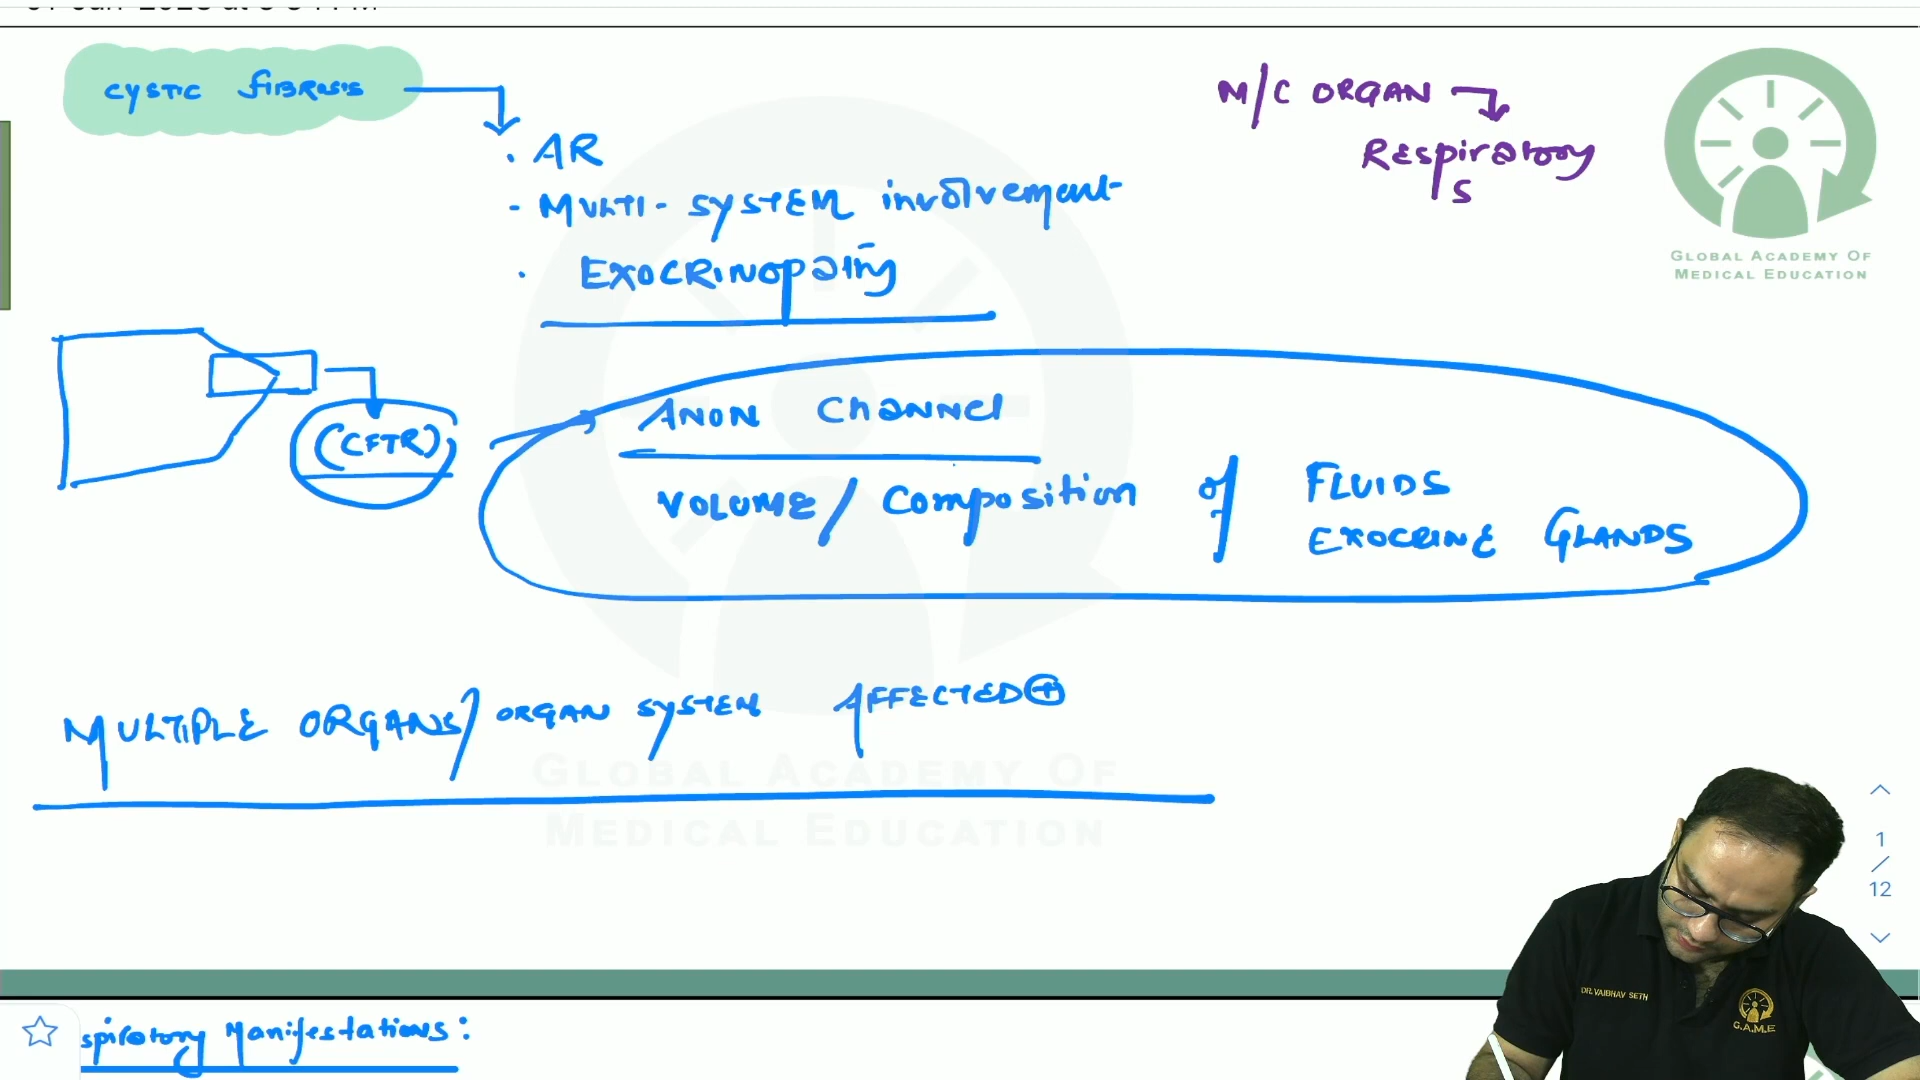 CYSTIC FIBROSIS
M/C ORGAN
Respiratory
S
GLOBAL ACADEMY OF
MEDICAL EDUCATION
· AR
- MULTI-SYSTEM involvement
· EXOCRINOPATHY
(CFTR)
ANON Channel
VOLUME/Composition of FLUIDS
EXOCRINE GLANDS
MULTIPLE ORGANS/ORGAN SYSTEM AFFECTED⊕
GLOBAL ACADEMY OF
MEDICAL EDUCATION
1
/
12
DR. VAIBHAV SETH
G.A.M.E
spiratory Manifestations: